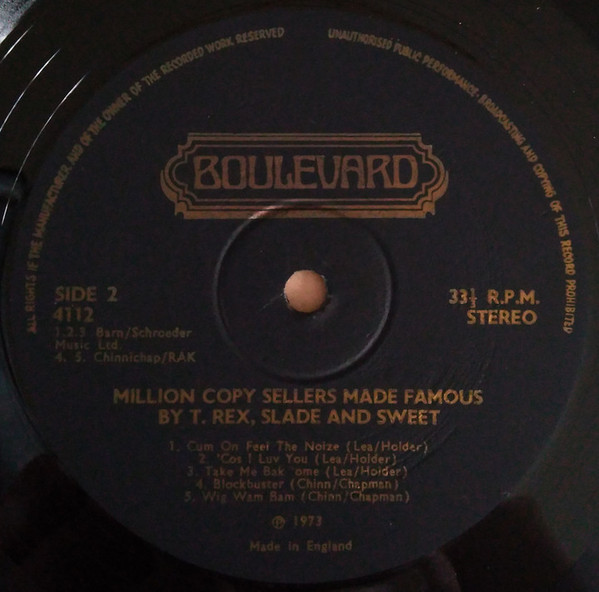 ALL RIGHTS IF THE MANUFACTURER AND OF THE OWNER OF THE RECORDED WORK RESERVED
UNAUTHORISED PUBLIC PERFORMANCE, BROADCASTING AND COPYING OF THIS RECORD PROHIBITED
BOULEVARD
SIDE 2
4112
1.2.3 Barn/Schroeder
Music Ltd.
4. 5. Chinnichap/RAK
33⅓ R.P.M.
STEREO
MILLION COPY SELLERS MADE FAMOUS
BY T. REX, SLADE AND SWEET
1. Cum On Feel The Noize (Lea/Holder)
2. 'Cos I Luv You (Lea/Holder)
3. Take Me Bak 'ome (Lea/Holder)
4. Blockbuster (Chinn/Chapman)
5. Wig Wam Bam (Chinn/Chapman)
℗ 1973
Made in England